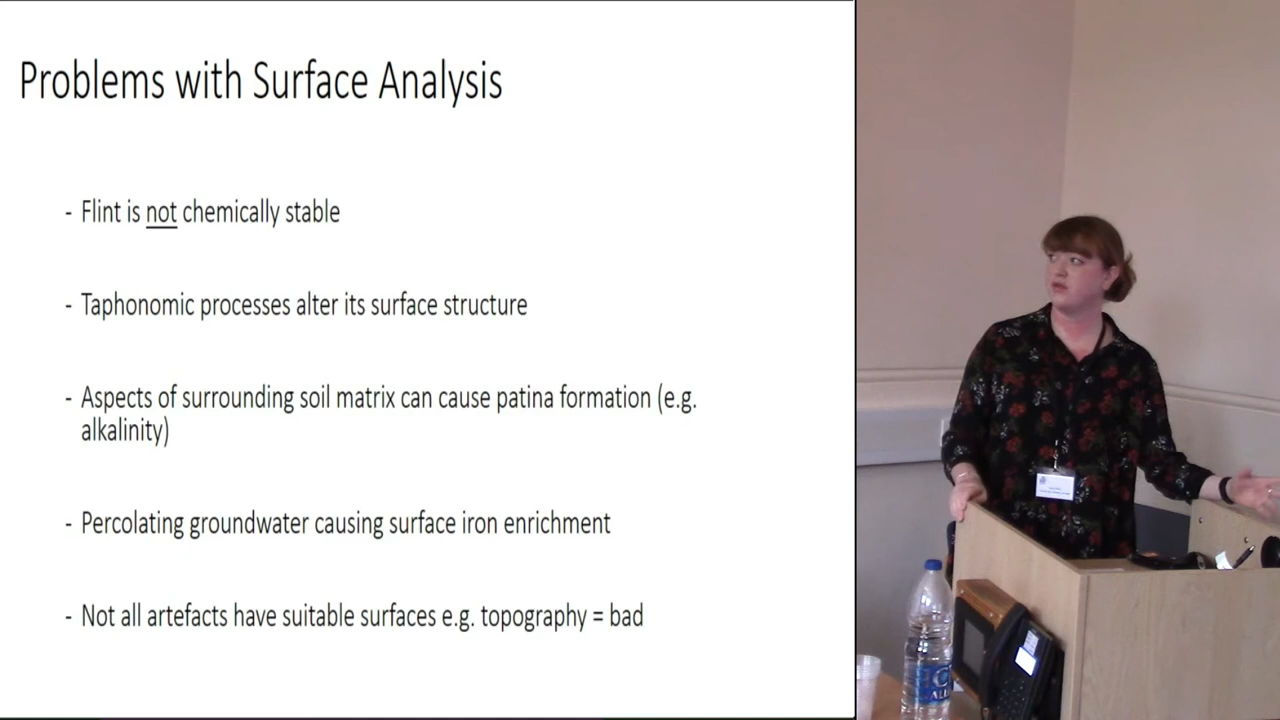 Problems with Surface Analysis
- Flint is not chemically stable
- Taphonomic processes alter its surface structure
- Aspects of surrounding soil matrix can cause patina formation (e.g.
alkalinity)
- Percolating groundwater causing surface iron enrichment
- Not all artefacts have suitable surfaces e.g. topography = bad